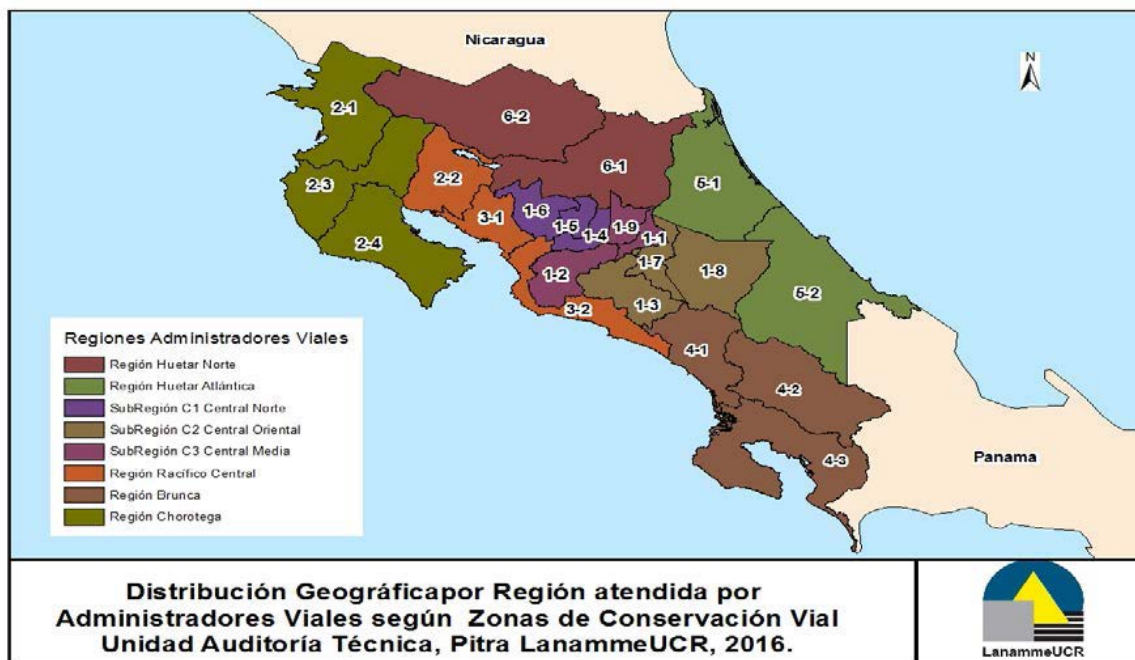 Nicaragua
N
2-1
6-2
6-1
2-2
2-3
5-1
3-1
1-6
1-5
1-4
1-9
1-1
2-4
1-7
1-8
1-2
5-2
1-3
3-2
4-1
4-2
4-3
Panama
Regiones Administradores Viales
Región Huetar Norte
Región Huetar Atlántica
SubRegión C1 Central Norte
SubRegión C2 Central Oriental
SubRegión C3 Central Media
Región Racífico Central
Región Brunca
Región Chorotega
Distribución Geográficapor Región atendida por
Administradores Viales según Zonas de Conservación Vial
Unidad Auditoría Técnica, Pitra LanammeUCR, 2016.
LanammeUCR